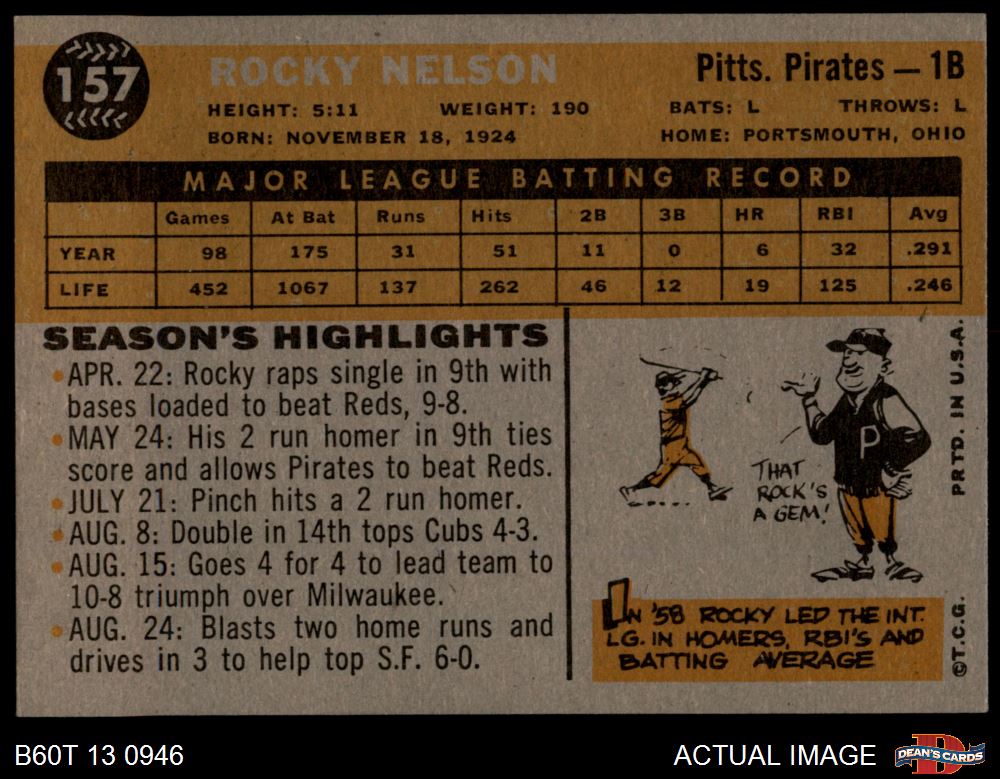 157
ROCKY NELSON
Pitts. Pirates — 1B
HEIGHT: 5:11 WEIGHT: 190 BATS: L THROWS: L
BORN: NOVEMBER 18, 1924 HOME: PORTSMOUTH, OHIO
MAJOR LEAGUE BATTING RECORD
Games At Bat Runs Hits 2B 3B HR RBI Avg
YEAR 98 175 31 51 11 0 6 32 .291
LIFE 452 1067 137 262 46 12 19 125 .246
SEASON'S HIGHLIGHTS
• APR. 22: Rocky raps single in 9th with
bases loaded to beat Reds, 9-8.
• MAY 24: His 2 run homer in 9th ties
score and allows Pirates to beat Reds.
• JULY 21: Pinch hits a 2 run homer.
• AUG. 8: Double in 14th tops Cubs 4-3.
• AUG. 15: Goes 4 for 4 to lead team to
10-8 triumph over Milwaukee.
• AUG. 24: Blasts two home runs and
drives in 3 to help top S.F. 6-0.
P
THAT
ROCK'S
A GEM!
IN '58 ROCKY LED THE INT.
LG. IN HOMERS, RBI'S AND
BATTING AVERAGE
©T.C.G. PRTD. IN U.S.A.
B60T 13 0946
ACTUAL IMAGE
D
DEAN'S CARDS